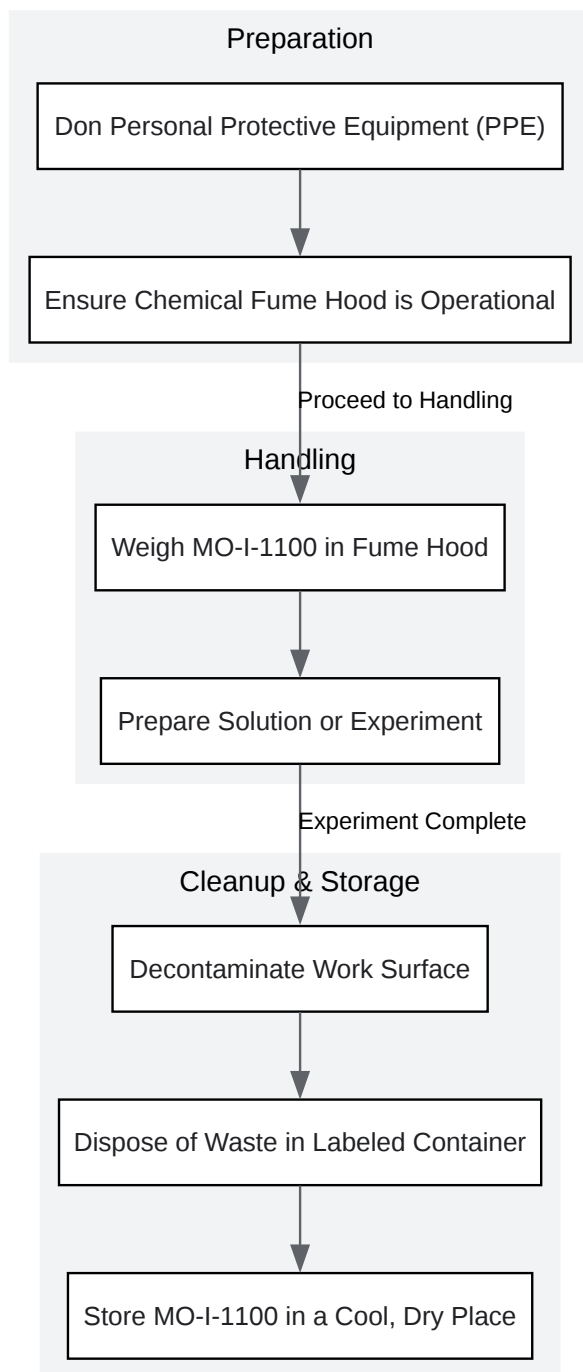 Preparation
Don Personal Protective Equipment (PPE)
Ensure Chemical Fume Hood is Operational
Proceed to Handling
Handling
Weigh MO-I-1100 in Fume Hood
Prepare Solution or Experiment
Experiment Complete
Cleanup & Storage
Decontaminate Work Surface
Dispose of Waste in Labeled Container
Store MO-I-1100 in a Cool, Dry Place